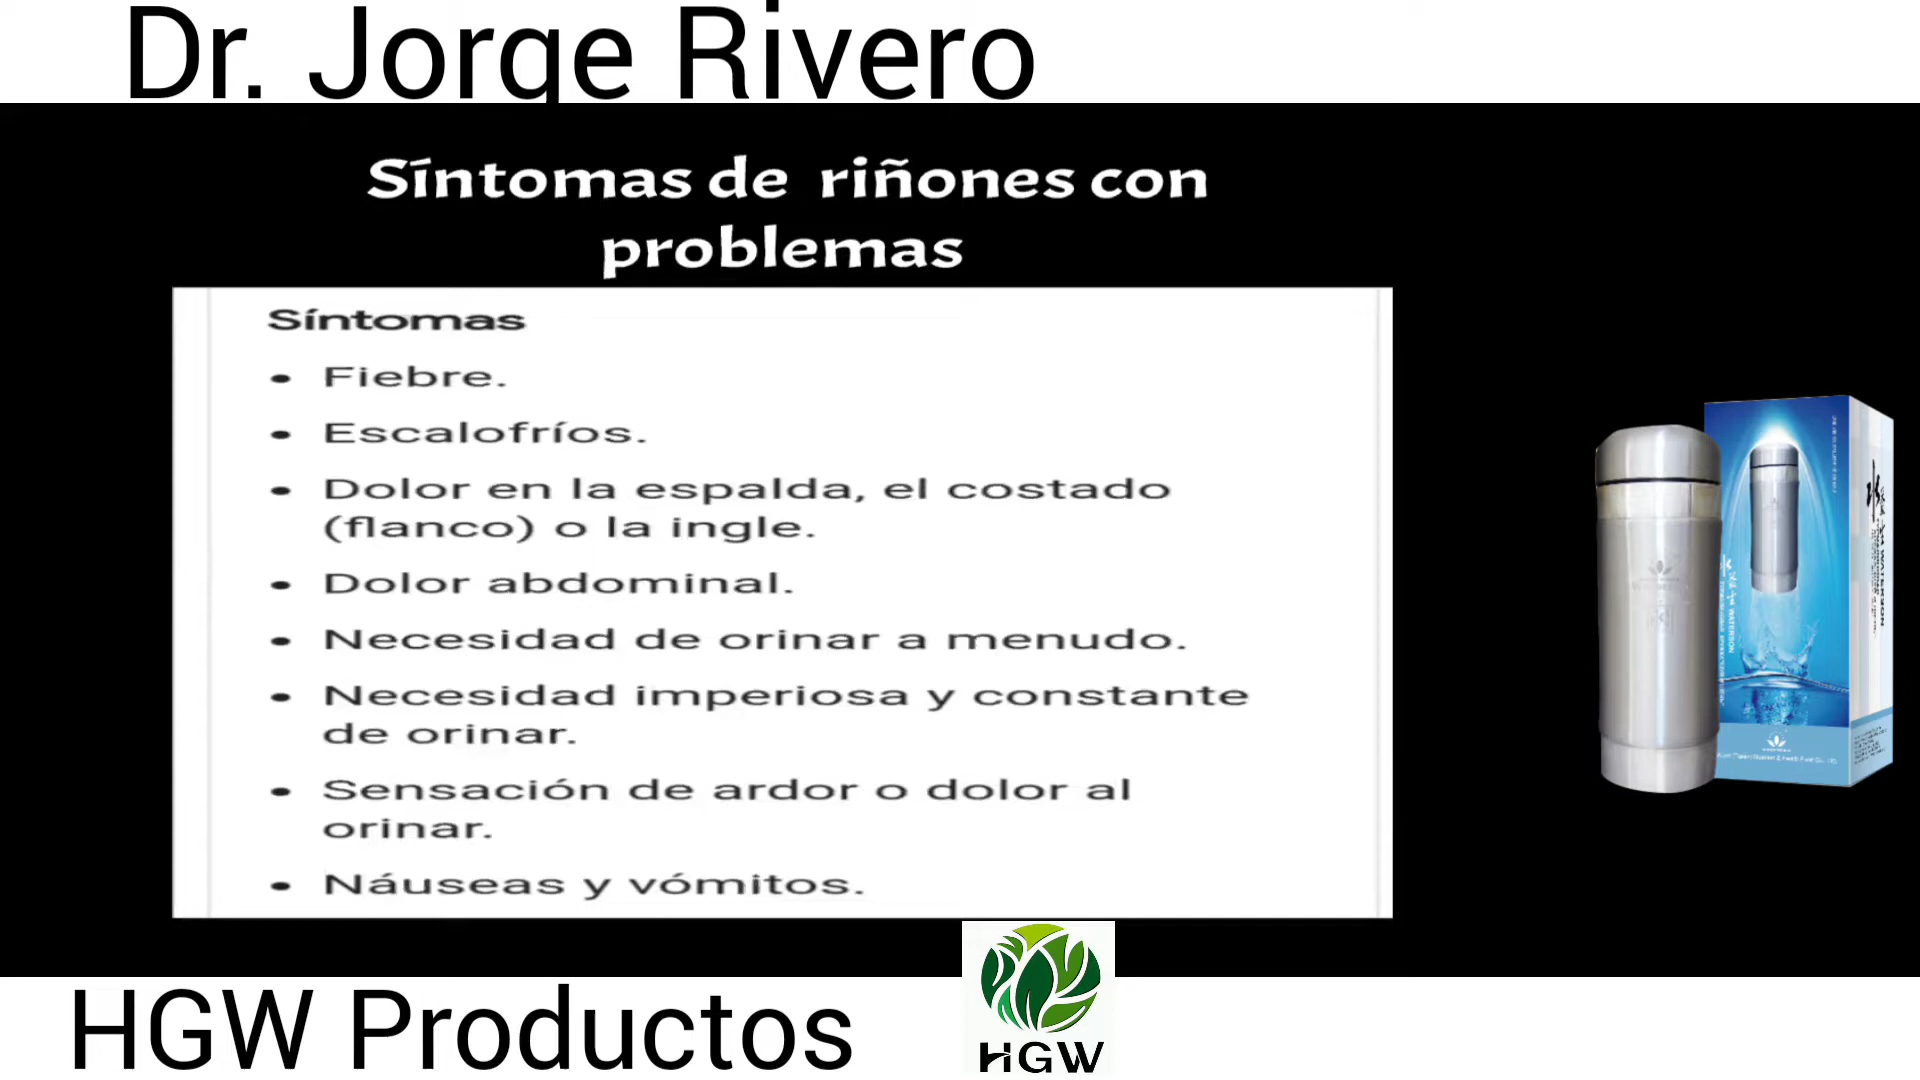 Dr. Jorge Rivero
Síntomas de riñones con
problemas
Síntomas
• Fiebre.
• Escalofríos.
• Dolor en la espalda, el costado
(flanco) o la ingle.
• Dolor abdominal.
• Necesidad de orinar a menudo.
• Necesidad imperiosa y constante
de orinar.
• Sensación de ardor o dolor al
orinar.
• Náuseas y vómitos.
HGW Productos
HGW